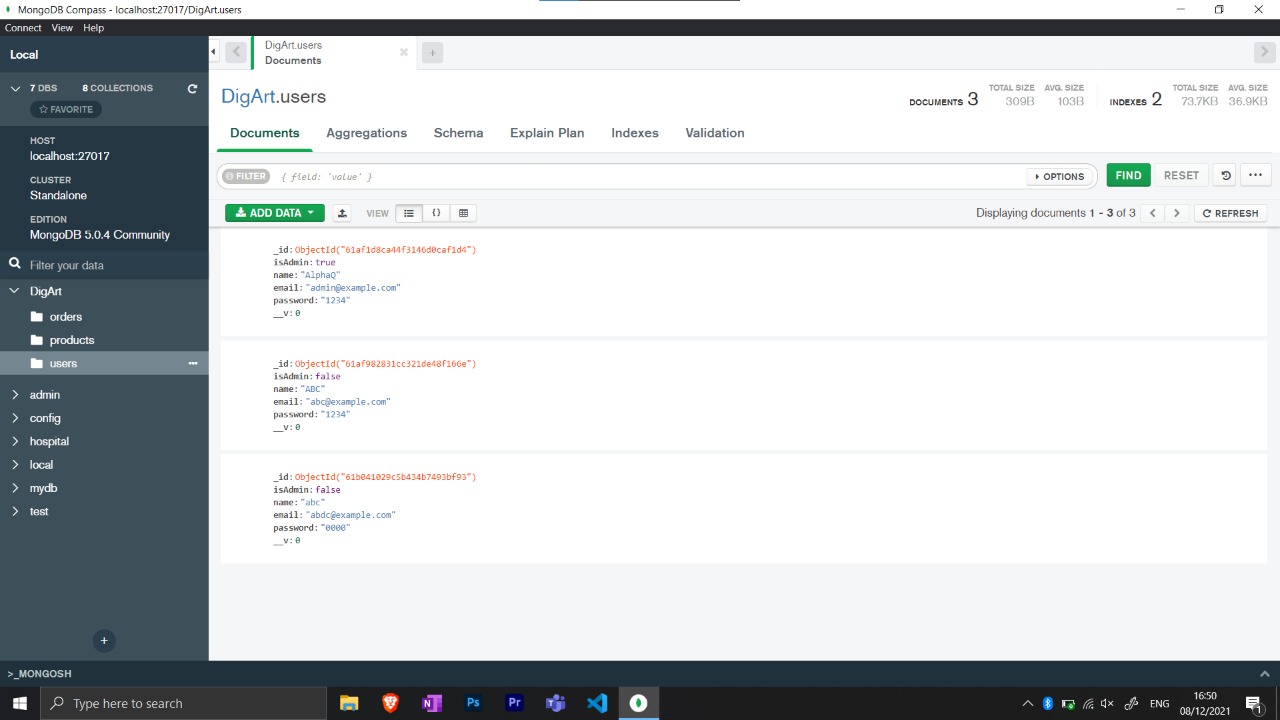 MongoDB Compass - localhost:27017/DigArt.users
Connect View Help
Local
7 DBS 8 COLLECTIONS
FAVORITE
HOST
localhost:27017
CLUSTER
Standalone
EDITION
MongoDB 5.0.4 Community
Filter your data
DigArt
orders
products
users
admin
config
hospital
local
mydb
test
DigArt.users
Documents
DigArt.users
DOCUMENTS 3 TOTAL SIZE 309B AVG. SIZE 103B INDEXES 2 TOTAL SIZE 73.7KB AVG. SIZE 36.9KB
Documents Aggregations Schema Explain Plan Indexes Validation
FILTER { field: 'value' } OPTIONS FIND RESET
ADD DATA VIEW {} Displaying documents 1 - 3 of 3 REFRESH
_id: ObjectId("61af1d8ca44f3146d0caf1d4")
isAdmin: true
name: "AlphaQ"
email: "admin@example.com"
password: "1234"
__v: 0
_id: ObjectId("61af982831cc321de48f166e")
isAdmin: false
name: "ABC"
email: "abc@example.com"
password: "1234"
__v: 0
_id: ObjectId("61b041029c5b434b7493bf93")
isAdmin: false
name: "abc"
email: "abdc@example.com"
password: "0000"
__v: 0
>_MONGOSH
Type here to search
Ps Pr
ENG
16:50
08/12/2021
1